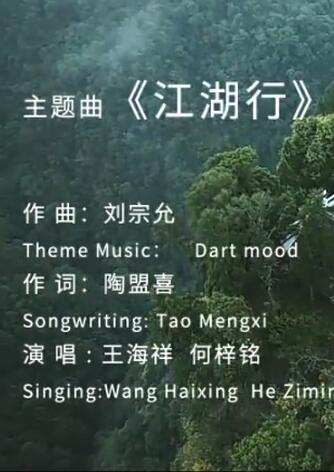 主题曲 《江湖行》
作 曲：刘宗允
Theme Music: Dart mood
作 词：陶盟喜
Songwriting: Tao Mengxi
演 唱：王海祥 何梓铭
Singing:Wang Haixing He Zimin